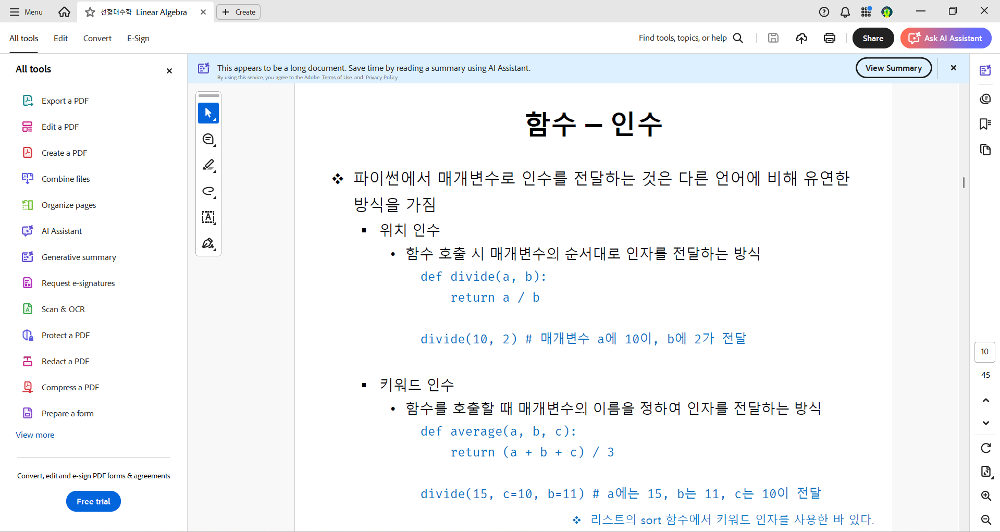 Menu
선형대수학 Linear Algebra
Create
All tools
Edit
Convert
E-Sign
Find tools, topics, or help
Share
Ask AI Assistant
All tools
Export a PDF
Edit a PDF
Create a PDF
Combine files
Organize pages
AI Assistant
Generative summary
Request e-signatures
Scan & OCR
Protect a PDF
Redact a PDF
Compress a PDF
Prepare a form
View more
Convert, edit and e-sign PDF forms & agreements
Free trial
This appears to be a long document. Save time by reading a summary using AI Assistant.
By using this service, you agree to the Adobe Terms of Use and Privacy Policy
View Summary
함수 – 인수
❖ 파이썬에서 매개변수로 인수를 전달하는 것은 다른 언어에 비해 유연한
방식을 가짐
▪ 위치 인수
• 함수 호출 시 매개변수의 순서대로 인자를 전달하는 방식
def divide(a, b):
    return a / b
divide(10, 2) # 매개변수 a에 10이, b에 2가 전달
▪ 키워드 인수
• 함수를 호출할 때 매개변수의 이름을 정하여 인자를 전달하는 방식
def average(a, b, c):
    return (a + b + c) / 3
divide(15, c=10, b=11) # a에는 15, b는 11, c는 10이 전달
❖ 리스트의 sort 함수에서 키워드 인자를 사용한 바 있다.
10
45